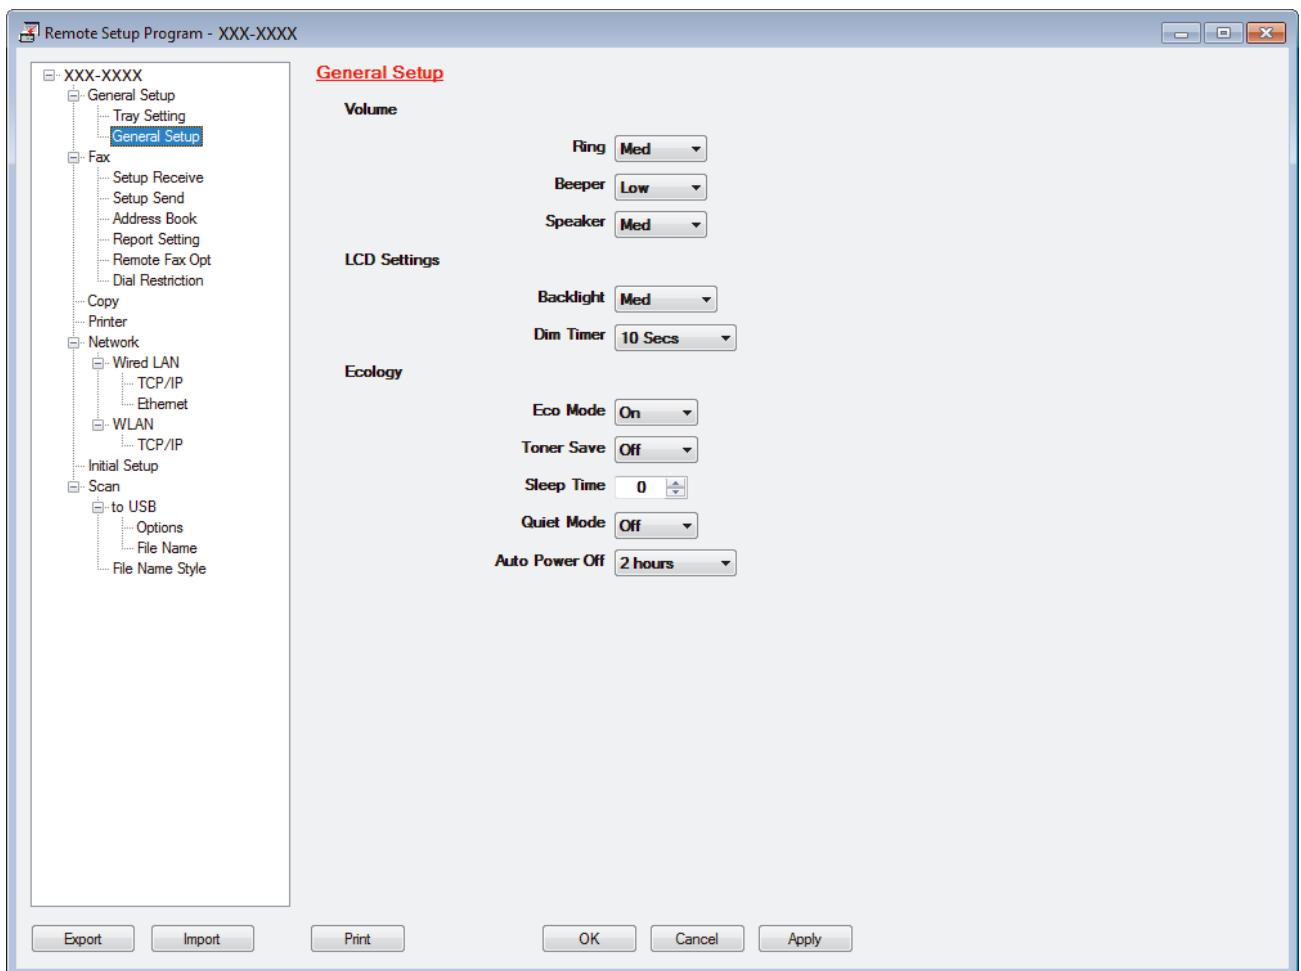 Remote Setup Program - XXX-XXXX
XXX-XXXX
General Setup
Tray Setting
General Setup
Fax
Setup Receive
Setup Send
Address Book
Report Setting
Remote Fax Opt
Dial Restriction
Copy
Printer
Network
Wired LAN
TCP/IP
Ethernet
WLAN
TCP/IP
Initial Setup
Scan
to USB
Options
File Name
File Name Style
General Setup
Volume
Ring Med
Beeper Low
Speaker Med
LCD Settings
Backlight Med
Dim Timer 10 Secs
Ecology
Eco Mode On
Toner Save Off
Sleep Time 0
Quiet Mode Off
Auto Power Off 2 hours
Export Import Print OK Cancel Apply